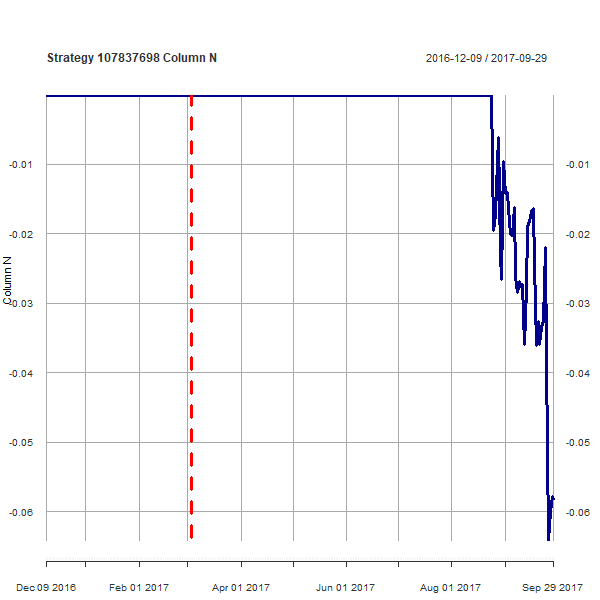 Strategy 107837698 Column N
2016-12-09 / 2017-09-29
-0.01 -0.01
-0.02 -0.02
Column N
-0.03 -0.03
-0.04 -0.04
-0.05 -0.05
-0.06 -0.06
Dec 09 2016 Feb 01 2017 Apr 01 2017 Jun 01 2017 Aug 01 2017 Sep 29 2017